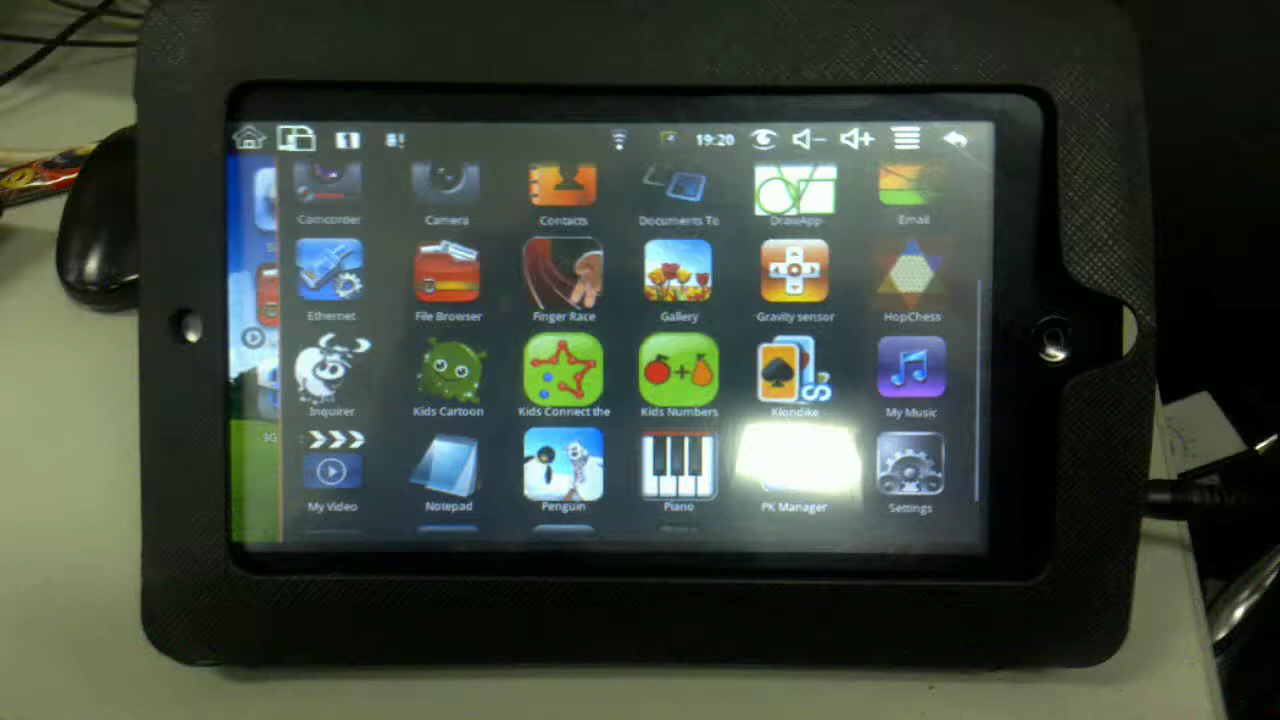 19:20
Camcorder Camera Contacts Documents To DrawApp Email
Ethernet File Browser Finger Race Gallery Gravity sensor HopChess
Inquirer Kids Cartoon Kids Connect the Kids Numbers Klondike My Music
3G
My Video Notepad Penguin Piano PK Manager Settings